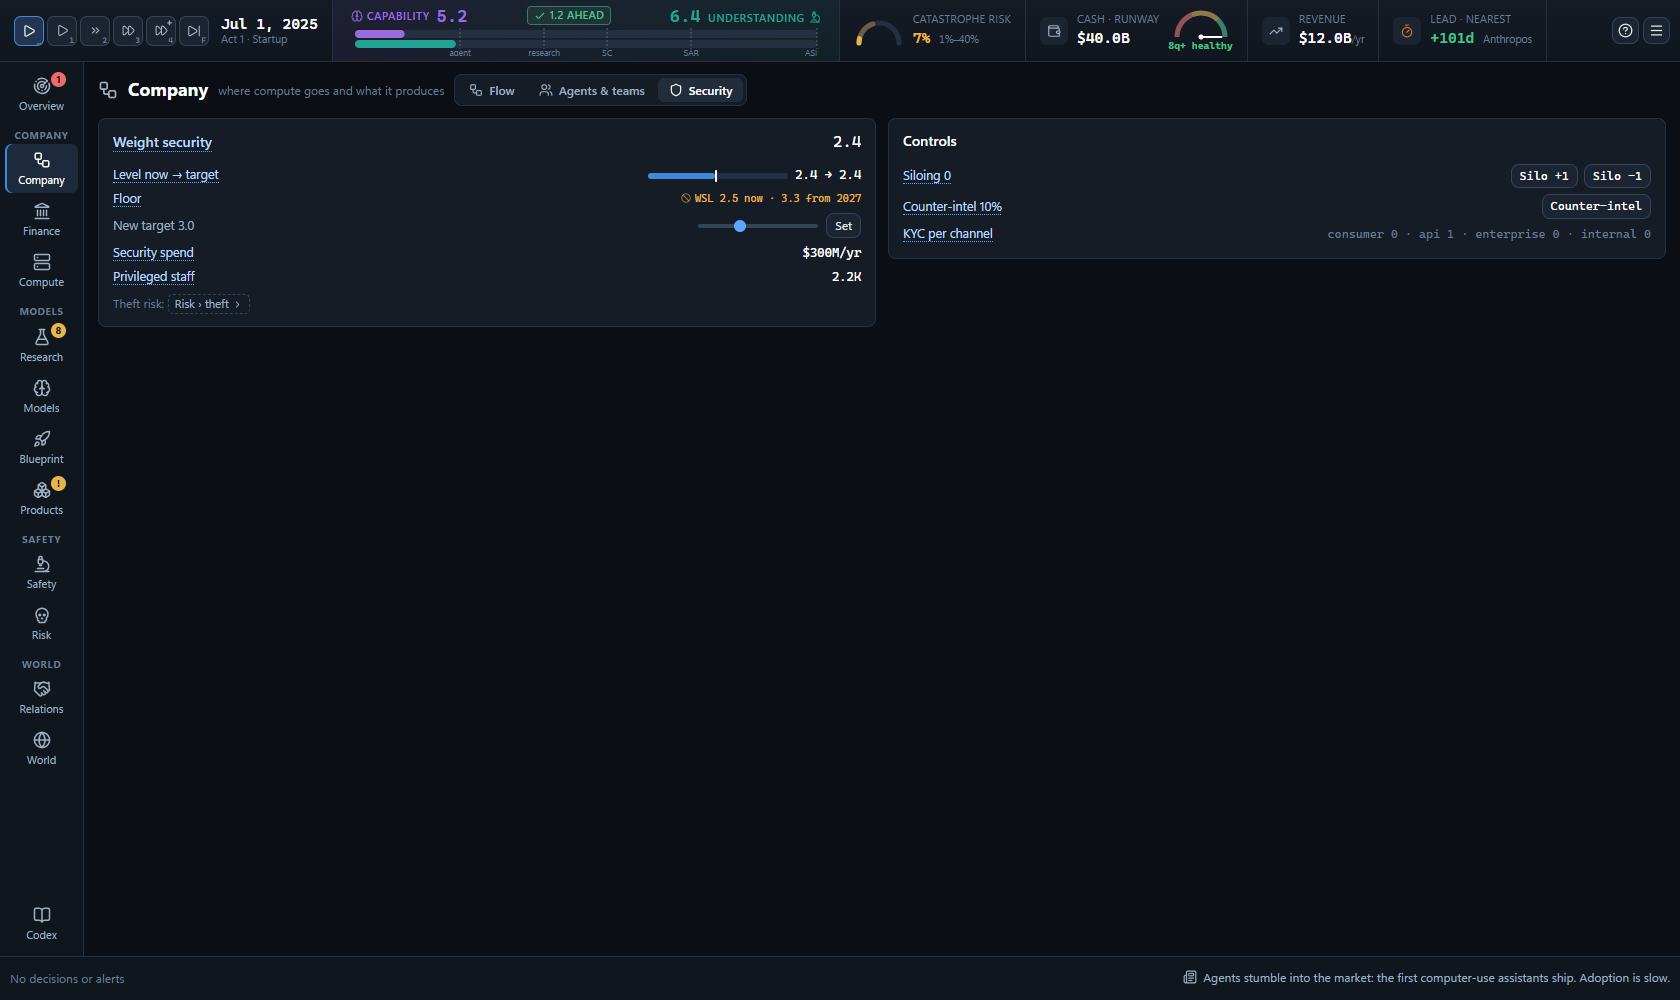 1
2
3
4
F
Jul 1, 2025
Act 1 · Startup
CAPABILITY 5.2
1.2 AHEAD
6.4 UNDERSTANDING
agent
research
SC
SAR
ASI
CATASTROPHE RISK
7% 1%–40%
CASH · RUNWAY
$40.0B
8q+ healthy
REVENUE
$12.0B/yr
LEAD · NEAREST
+101d Anthropos
1
Overview
COMPANY
Company
Finance
Compute
MODELS
8
Research
Models
Blueprint
!
Products
SAFETY
Safety
Risk
WORLD
Relations
World
Codex
Company where compute goes and what it produces
Flow
Agents & teams
Security
Weight security 2.4
Level now → target 2.4 → 2.4
Floor WSL 2.5 now · 3.3 from 2027
New target 3.0 Set
Security spend $300M/yr
Privileged staff 2.2K
Theft risk: Risk › theft ›
Controls
Siloing 0 Silo +1 Silo −1
Counter-intel 10% Counter-intel
KYC per channel consumer 0 · api 1 · enterprise 0 · internal 0
No decisions or alerts
Agents stumble into the market: the first computer-use assistants ship. Adoption is slow.